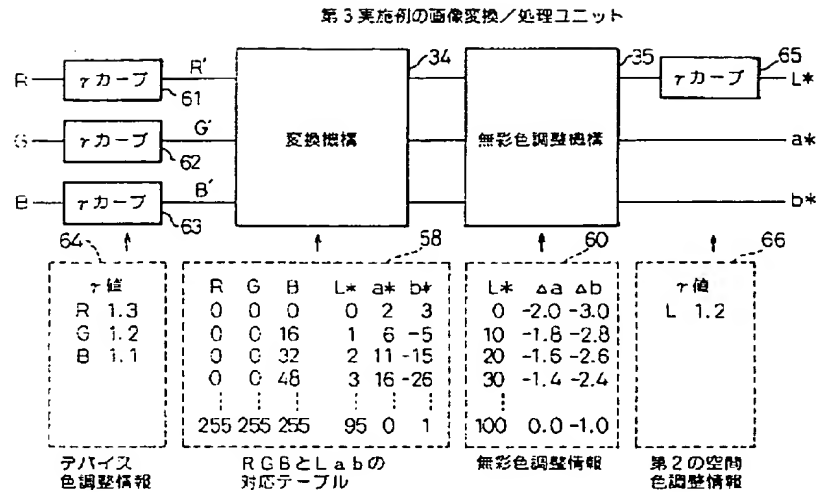 第3実施例の画像変換／処理ユニット
R γカーブ R′ 34 35 γカーブ 65 L*
61
G γカーブ G′ 変換機構 無彩色調整機構 a*
62
B γカーブ B′ b*
63
64 58 60 66
γ値 R G B L* a* b* L* Δa Δb γ値
R 1.3 0 0 0 0 2 3 0 -2.0 -3.0 L 1.2
G 1.2 0 0 16 1 6 -5 10 -1.8 -2.8
B 1.1 0 0 32 2 11 -15 20 -1.6 -2.6
0 0 48 3 16 -26 30 -1.4 -2.4
255 255 255 95 0 1 100 0.0 -1.0
デバイス RGBとLabの 無彩色調整情報 第2の空間
色調整情報 対応テーブル 色調整情報